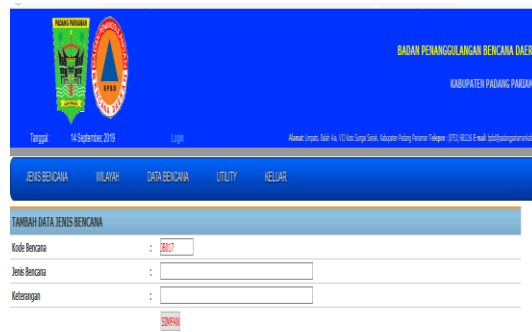 PADANG PARIAMAN
BPBD
BADAN PENANGGULANGAN BENCANA DAER
KABUPATEN PADANG PARIAM
Tanggal : 14 September, 2019 Login
JENIS BENCANA WILAYAH DATA BENCANA UTILITY KELUAR
TAMBAH DATA JENIS BENCANA
Kode Bencana : JB017
Jenis Bencana :
Keterangan :
SIMPAN